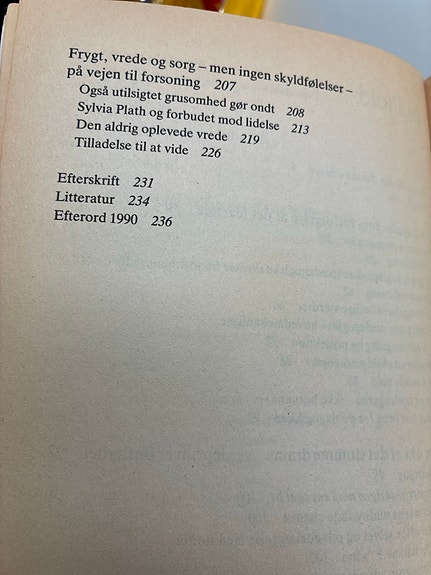 Frygt, vrede og sorg – men ingen skyldfølelser –
på vejen til forsoning 207
Også utilsigtet grusomhed gør ondt 208
Sylvia Plath og forbudet mod lidelse 213
Den aldrig oplevede vrede 219
Tilladelse til at vide 226
Efterskrift 231
Litteratur 234
Efterord 1990 236